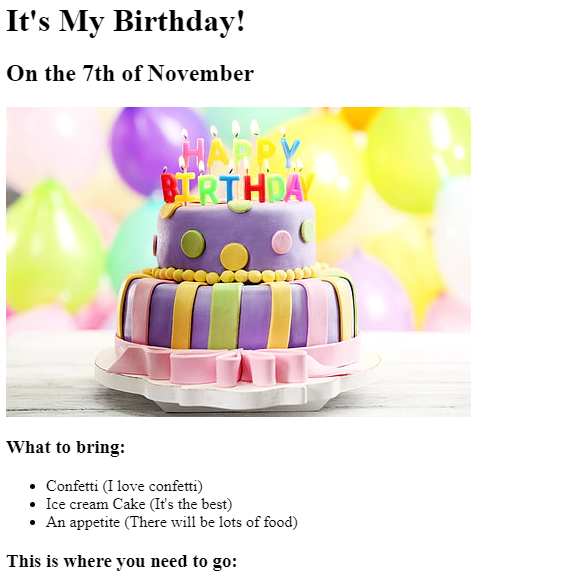 It's My Birthday!
On the 7th of November
HAPPY
BIRTHDAY
What to bring:
Confetti (I love confetti)
Ice cream Cake (It's the best)
An appetite (There will be lots of food)
This is where you need to go: